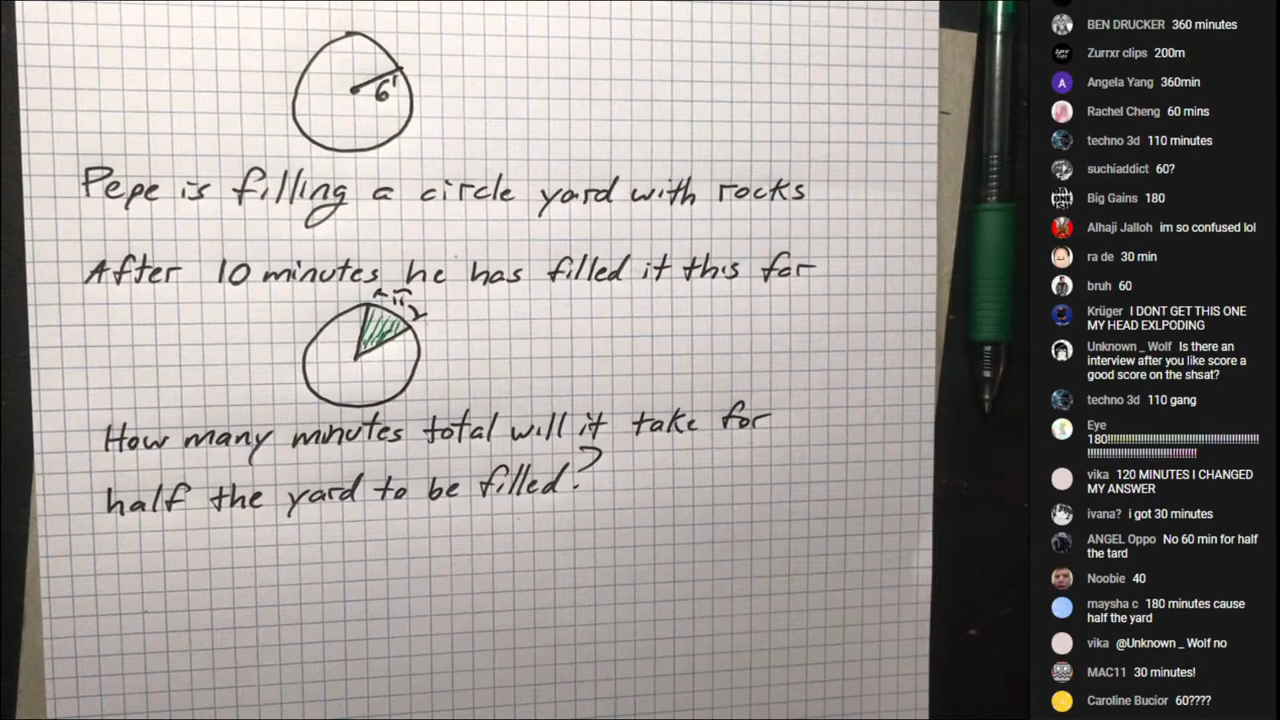 6'
Pepe is filling a circle yard with rocks
After 10 minutes he has filled it this far
π
How many minutes total will it take for
half the yard to be filled?
BEN DRUCKER 360 minutes
Zurrxr clips 200m
Angela Yang 360min
Rachel Cheng 60 mins
techno 3d 110 minutes
suchiaddict 60?
Big Gains 180
Alhaji Jalloh im so confused lol
ra de 30 min
bruh 60
Krüger I DONT GET THIS ONE
MY HEAD EXLPODING
Unknown _ Wolf Is there an
interview after you like score a
good score on the shsat?
techno 3d 110 gang
Eye
vika 120 MINUTES I CHANGED
MY ANSWER
ivana? i got 30 minutes
ANGEL Oppo No 60 min for half
the tard
Noobie 40
maysha c 180 minutes cause
half the yard
vika @Unknown _ Wolf no
MAC11 30 minutes!
Caroline Bucior 60????